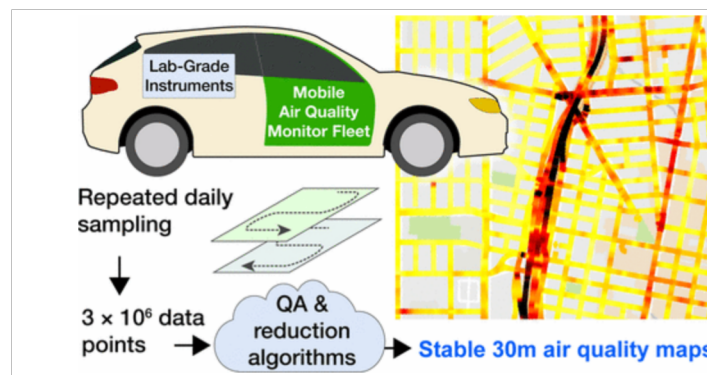 Lab-Grade
Instruments
Mobile
Air Quality
Monitor Fleet
Repeated daily
sampling
3 × 10⁶ data
points
QA &
reduction
algorithms
Stable 30m air quality maps